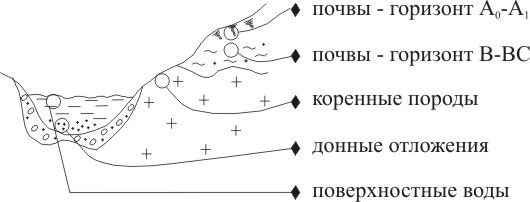 почвы - горизонт A₀-A₁
почвы - горизонт B-BC
коренные породы
донные отложения
поверхностные воды